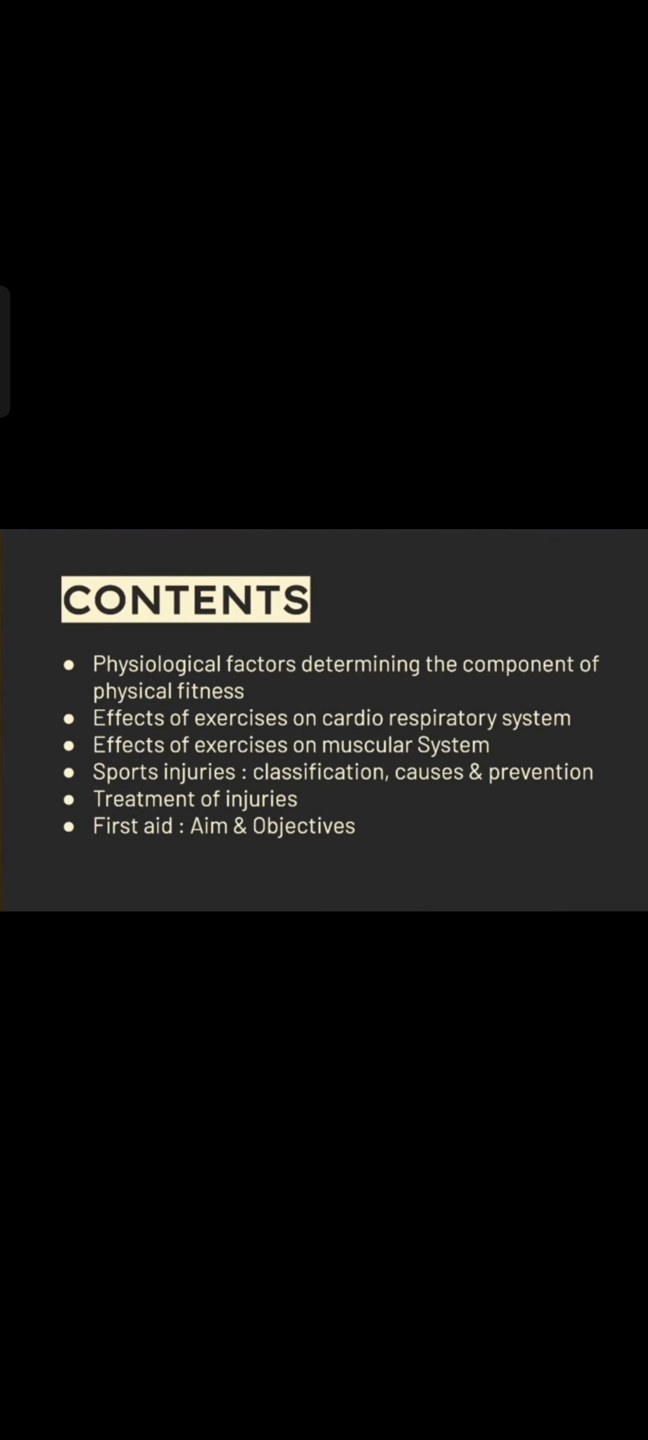 CONTENTS
● Physiological factors determining the component of
physical fitness
● Effects of exercises on cardio respiratory system
● Effects of exercises on muscular System
● Sports injuries : classification, causes & prevention
● Treatment of injuries
● First aid : Aim & Objectives